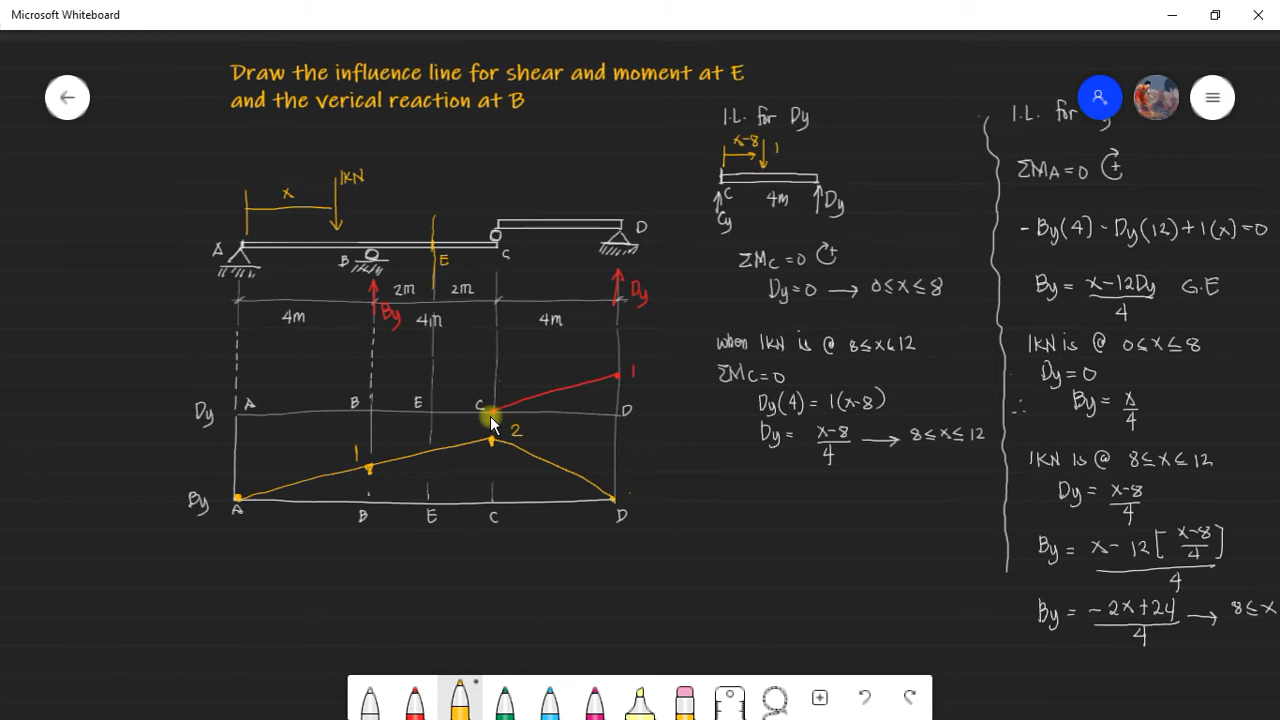 Microsoft Whiteboard
Draw the influence line for shear and moment at E
and the verical reaction at B
x
1KN
A
B
E
C
D
2m
2m
By
Dy
4m
4m
4m
Dy
A
B
E
C
D
1
By
1
2
A
B
E
C
D
I.L. for Dy
x-8
1
C
4m
Cy
Dy
ΣMc=0
Dy=0 → 0≤x≤8
when 1KN is @ 8≤x≤12
ΣMc=0
Dy(4) = 1(x-8)
Dy = x-8/4 → 8≤x≤12
I.L. for y
ΣMA=0 +
-By(4) - Dy(12) + 1(x) =0
By = x-12Dy/4 G.E
1KN is @ 0≤x≤8
Dy=0
∴ By= x/4
1KN is @ 8≤x≤12
Dy= x-8/4
By = x-12[x-8/4]/4
By = -2x+24/4 → 8≤x